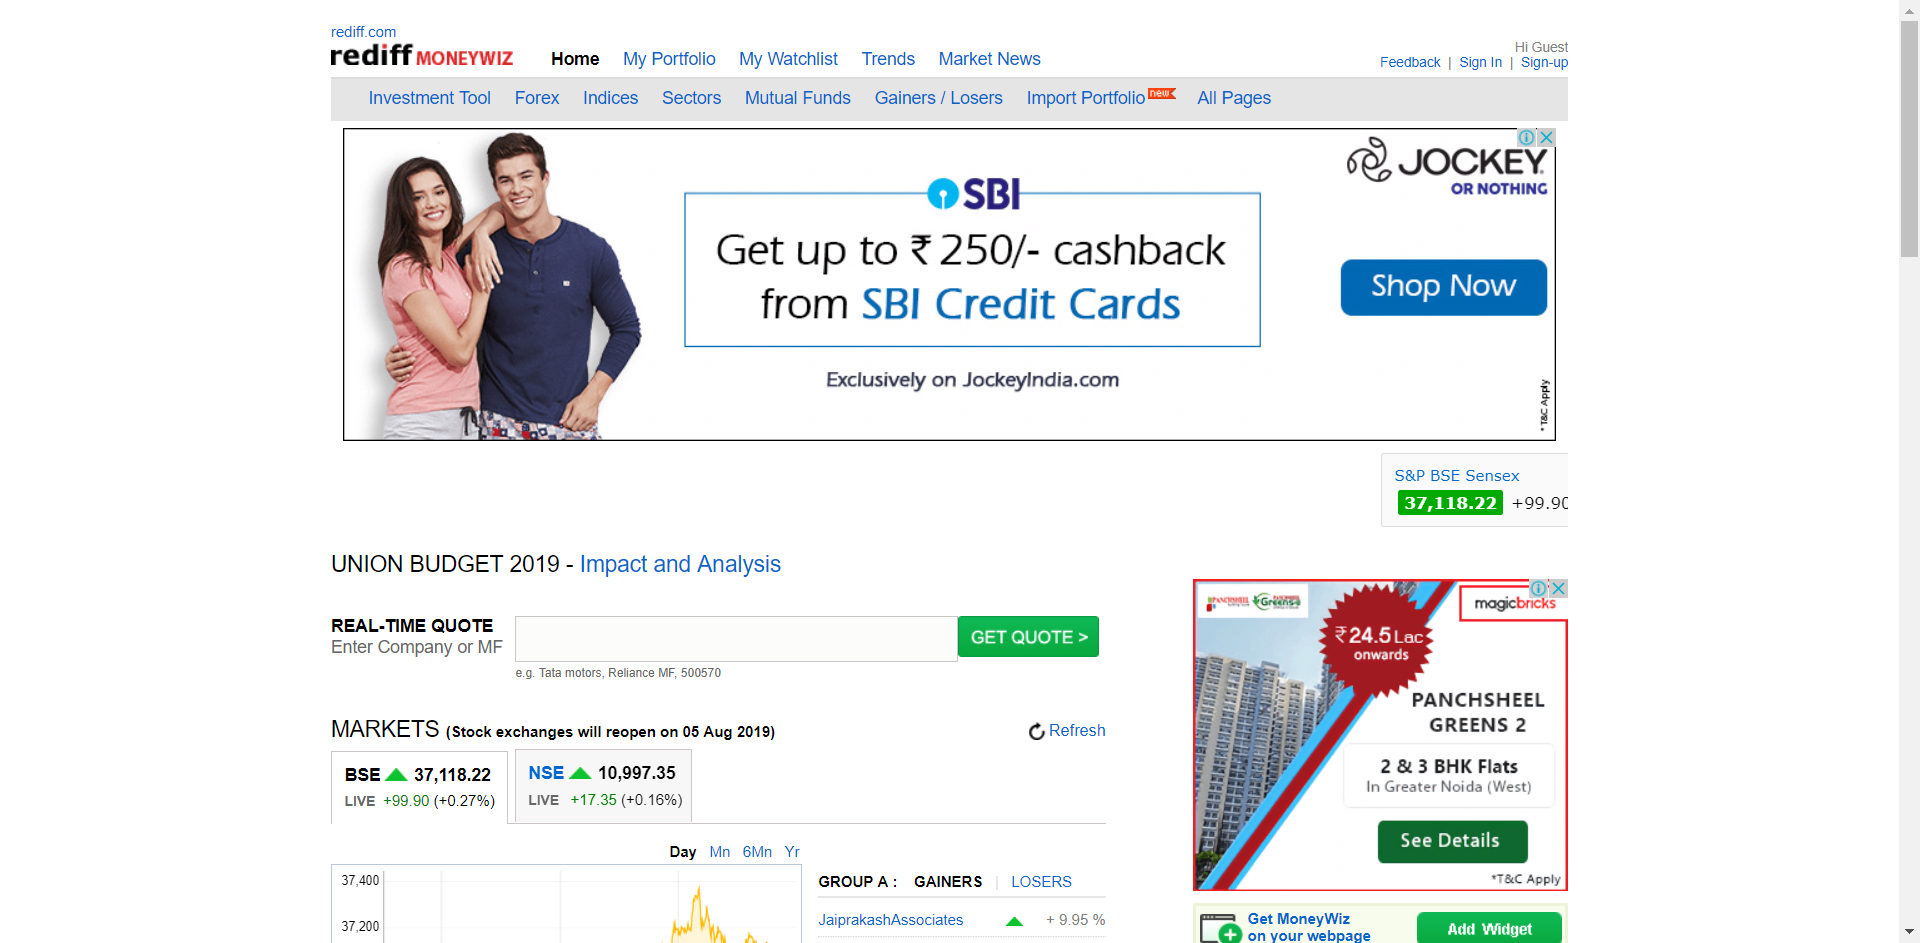 rediff.com
rediff MONEYWIZ
Home My Portfolio My Watchlist Trends Market News
Hi Guest
Feedback | Sign In | Sign-up
Investment Tool Forex Indices Sectors Mutual Funds Gainers / Losers Import Portfolio new All Pages
SBI
Get up to ₹ 250/- cashback
from SBI Credit Cards
Exclusively on JockeyIndia.com
JOCKEY
OR NOTHING
Shop Now
*T&C Apply
S&P BSE Sensex
37,118.22 +99.90
UNION BUDGET 2019 - Impact and Analysis
REAL-TIME QUOTE
Enter Company or MF
GET QUOTE >
e.g. Tata motors, Reliance MF, 500570
MARKETS (Stock exchanges will reopen on 05 Aug 2019)
Refresh
BSE 37,118.22
LIVE +99.90 (+0.27%)
NSE 10,997.35
LIVE +17.35 (+0.16%)
Day Mn 6Mn Yr
37,400
37,200
GROUP A : GAINERS | LOSERS
JaiprakashAssociates + 9.95 %
PANCHSHEEL
PANCHSHEEL
Greens-2
magicbricks
₹24.5 Lac
onwards
PANCHSHEEL
GREENS 2
2 & 3 BHK Flats
In Greater Noida (West)
See Details
*T&C Apply
Get MoneyWiz
on your webpage
Add Widget